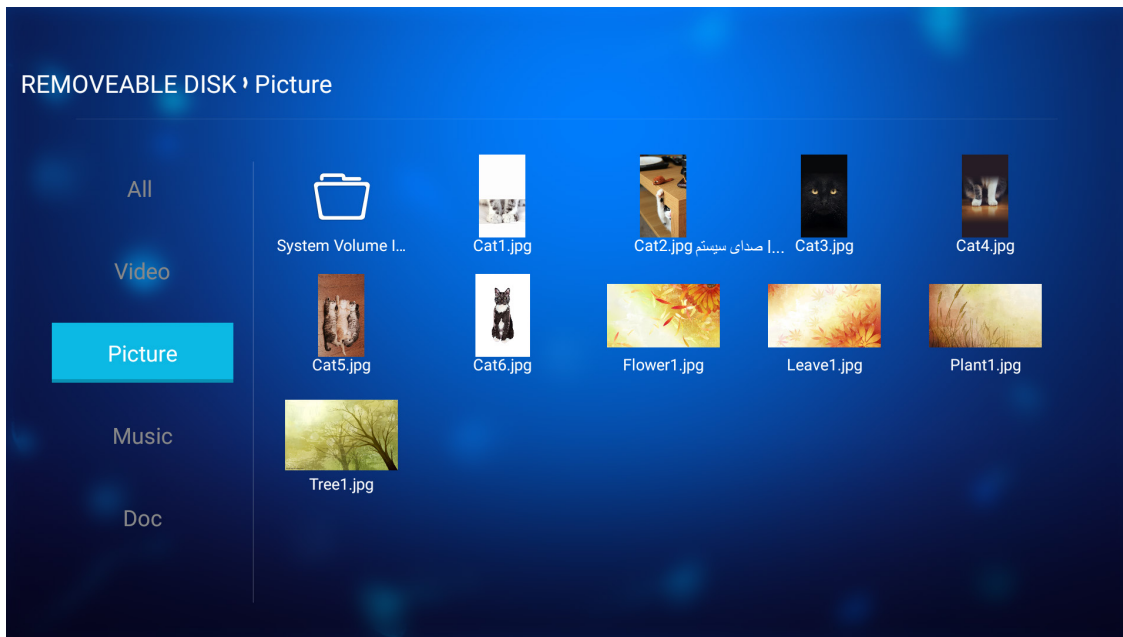 REMOVEABLE DISK › Picture
All
Video
Picture
Music
Doc
System Volume I...
Cat1.jpg
Cat2.jpg
صدای سیستم ا...
Cat3.jpg
Cat4.jpg
Cat5.jpg
Cat6.jpg
Flower1.jpg
Leave1.jpg
Plant1.jpg
Tree1.jpg